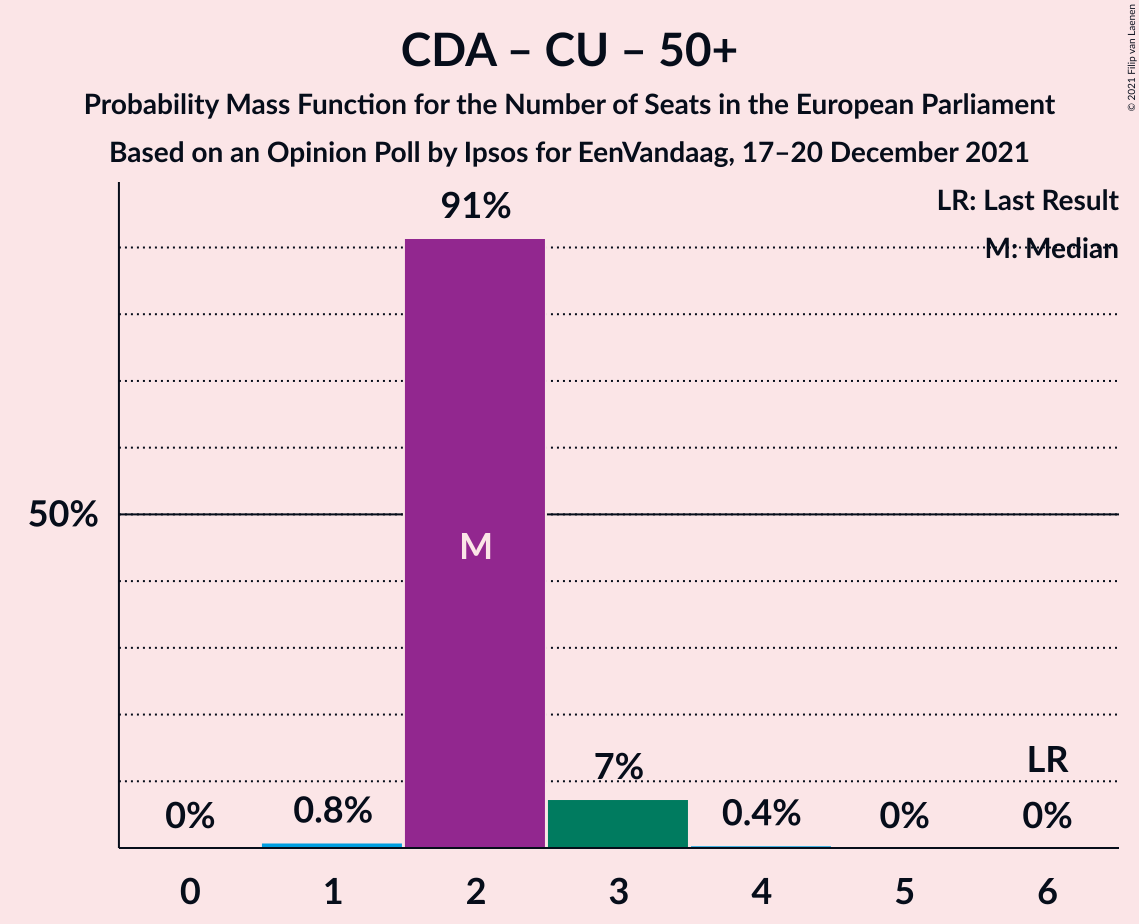 CDA – CU – 50+
Probability Mass Function for the Number of Seats in the European Parliament
Based on an Opinion Poll by Ipsos for EenVandaag, 17–20 December 2021
© 2021 Filip van Laenen
LR: Last Result
M: Median
91%
50%
M
7%
LR
0%
0.8%
0.4%
0%
0%
0
1
2
3
4
5
6